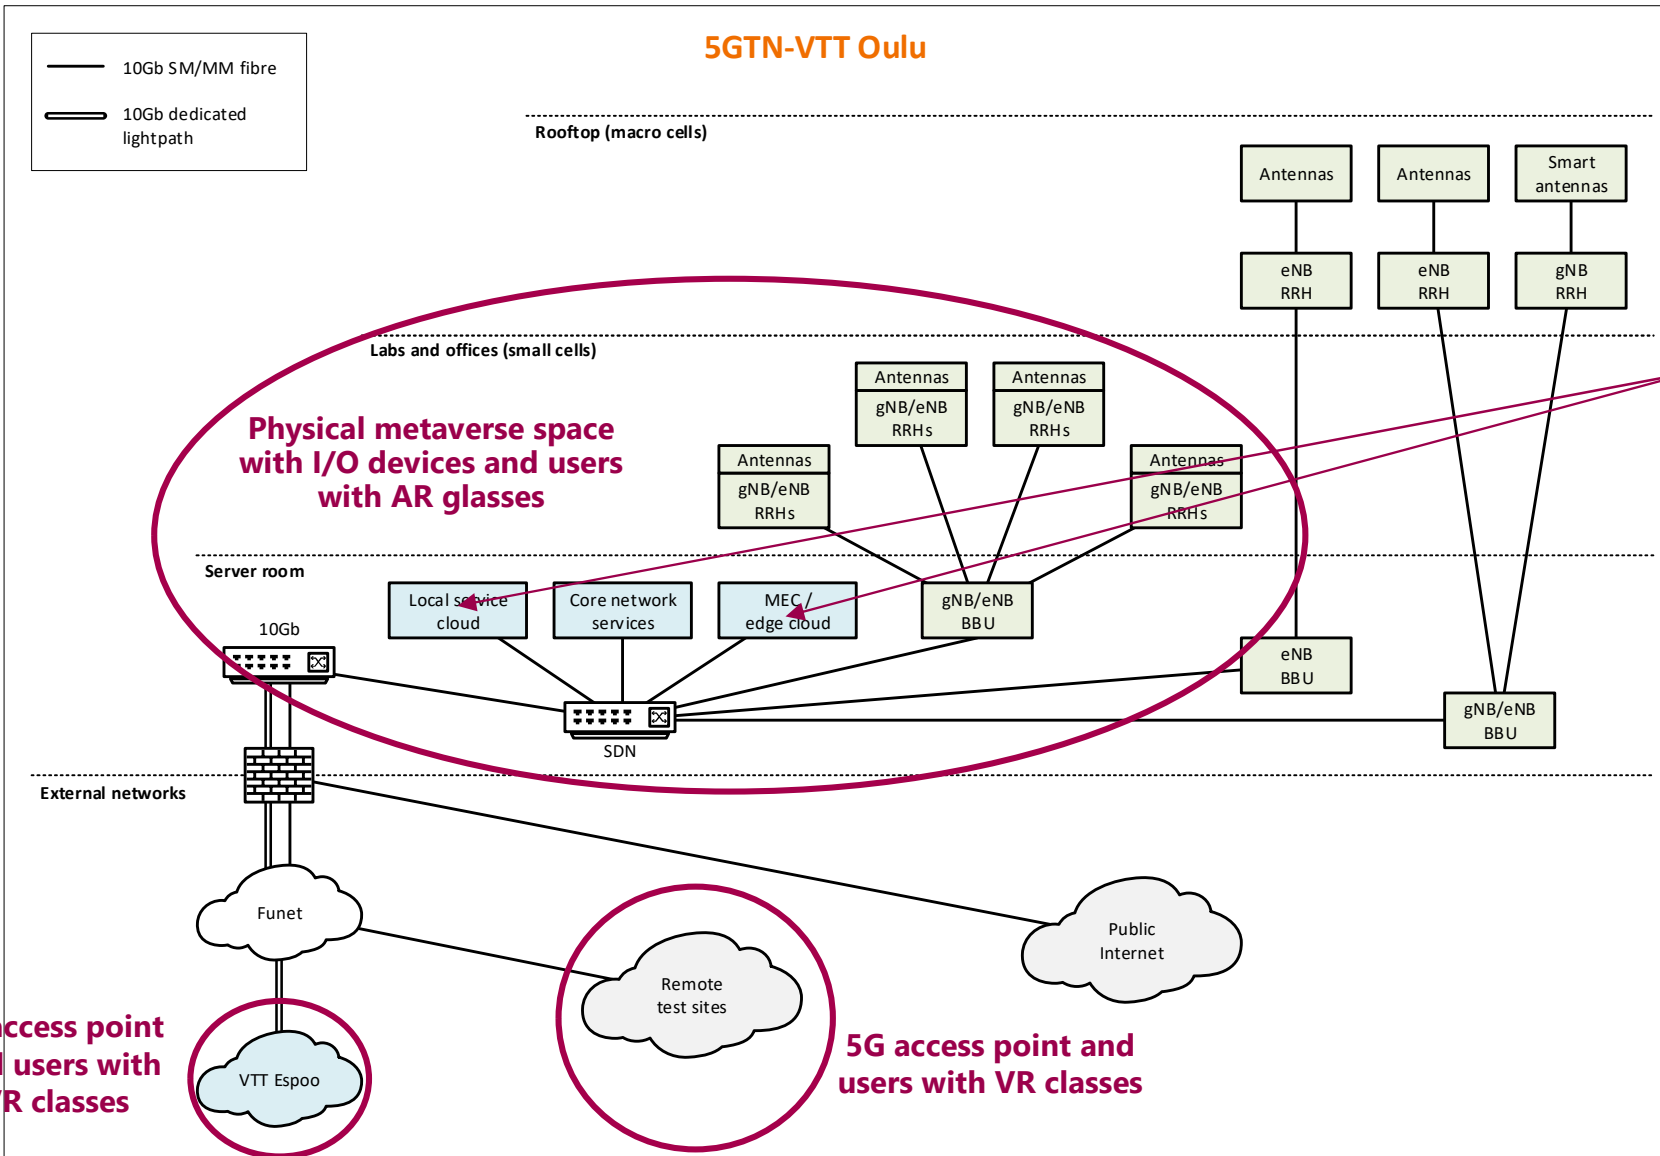 5GTN-VTT Oulu
10Gb SM/MM fibre
10Gb dedicated
lightpath
Rooftop (macro cells)
Antennas
Antennas
Smart
antennas
eNB
RRH
eNB
RRH
gNB
RRH
Labs and offices (small cells)
Antennas
gNB/eNB
RRHs
Antennas
gNB/eNB
RRHs
Physical metaverse space
with I/O devices and users
with AR glasses
Antennas
gNB/eNB
RRHs
Antennas
gNB/eNB
RRHs
Server room
Local service
cloud
Core network
services
MEC /
edge cloud
gNB/eNB
BBU
10Gb
eNB
BBU
gNB/eNB
BBU
SDN
External networks
Funet
Public
Internet
Remote
test sites
access point
users with
R classes
VTT Espoo
5G access point and
users with VR classes